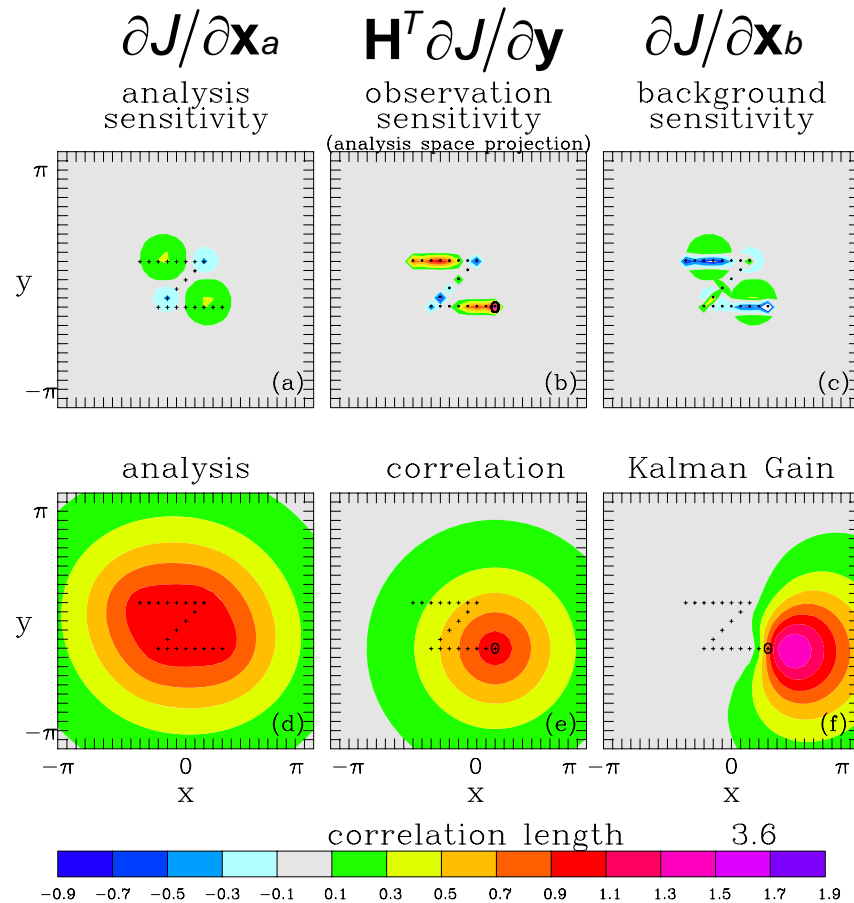 ∂J/∂xa H^T ∂J/∂y ∂J/∂xb
analysis sensitivity
observation sensitivity
(analysis space projection)
background sensitivity
π
y
−π
(a)
(b)
(c)
analysis
correlation
Kalman Gain
π
y
−π
(d)
(e)
(f)
−π 0 π
x
−π 0 π
x
−π 0 π
x
correlation length 3.6
−0.9 −0.7 −0.5 −0.3 −0.1 0.1 0.3 0.5 0.7 0.9 1.1 1.3 1.5 1.7 1.9